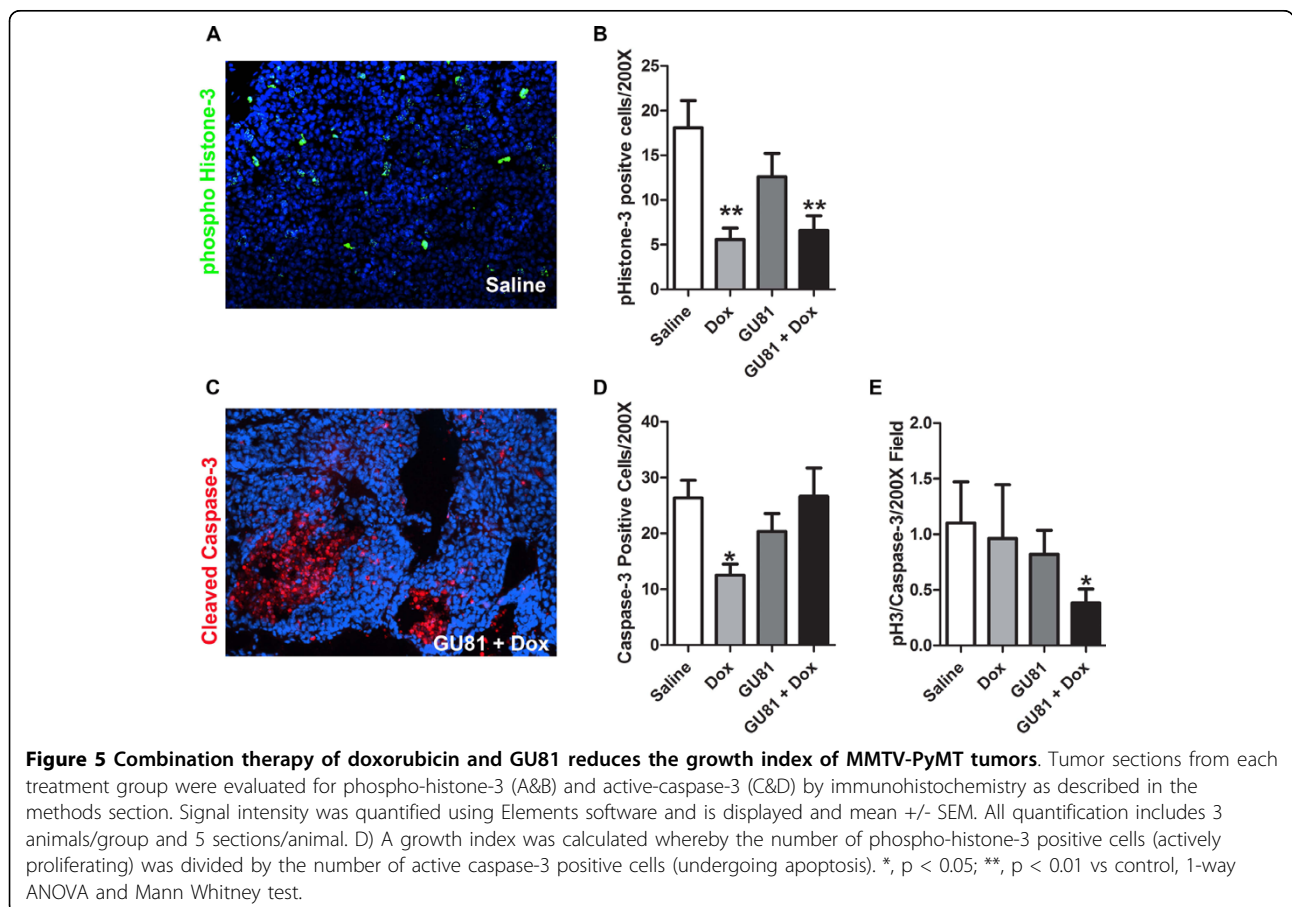 A
phospho Histone-3
Saline
B
pHistone-3 positve cells/200X
25
20
15
10
5
0
**
**
Saline
Dox
GU81
GU81 + Dox
C
Cleaved Caspase-3
GU81 + Dox
D
Caspase-3 Positive Cells/200X
40
30
20
10
0
*
Saline
Dox
GU81
GU81 + Dox
E
pH3/Caspase-3/200X Field
2.0
1.5
1.0
0.5
0.0
*
Saline
Dox
GU81
GU81 + Dox
Figure 5 Combination therapy of doxorubicin and GU81 reduces the growth index of MMTV-PyMT tumors. Tumor sections from each
treatment group were evaluated for phospho-histone-3 (A&B) and active-caspase-3 (C&D) by immunohistochemistry as described in the
methods section. Signal intensity was quantified using Elements software and is displayed and mean +/- SEM. All quantification includes 3
animals/group and 5 sections/animal. D) A growth index was calculated whereby the number of phospho-histone-3 positive cells (actively
proliferating) was divided by the number of active caspase-3 positive cells (undergoing apoptosis). *, p < 0.05; **, p < 0.01 vs control, 1-way
ANOVA and Mann Whitney test.